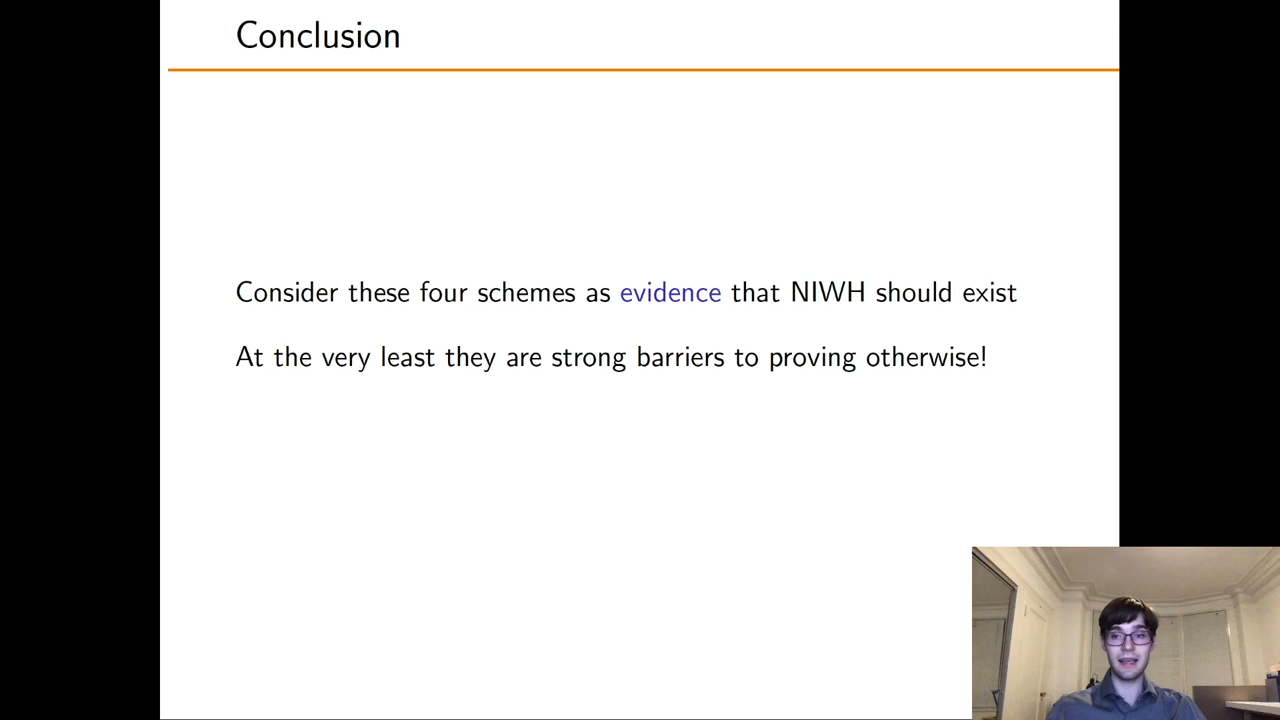 Conclusion
Consider these four schemes as evidence that NIWH should exist
At the very least they are strong barriers to proving otherwise!